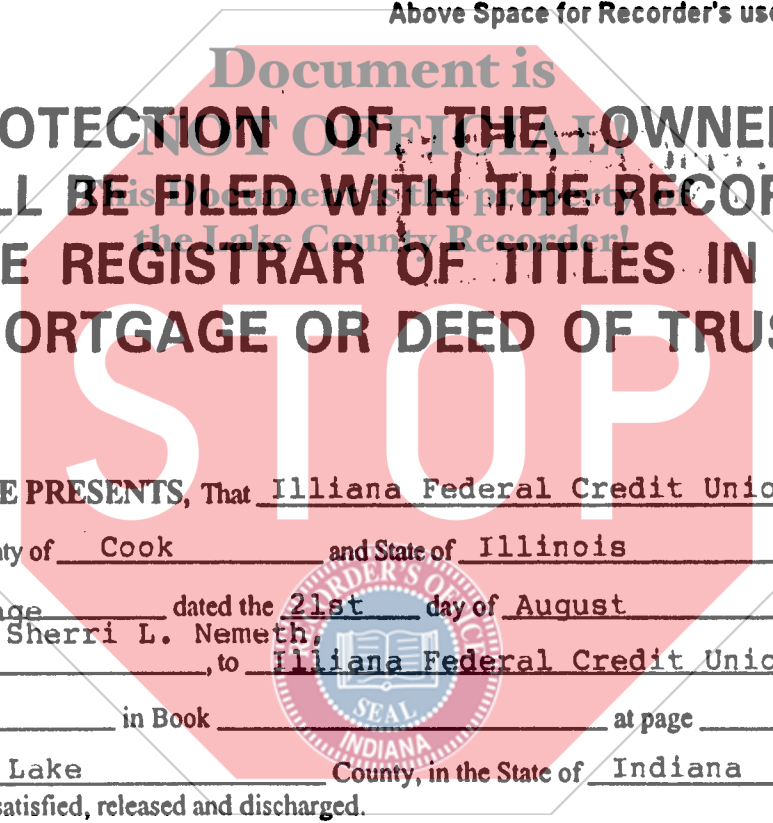 Above Space for Recorder's use
Document is
OTECTION OF THE OWNE
NOT OFFICIAL!
LL BE FILED WITH THE RECOR
This Document is the property of
the Lake County Recorder!
E REGISTRAR OF TITLES IN
ORTGAGE OR DEED OF TRUS
STOP
E PRESENTS, That Illiana Federal Credit Unio
nty of Cook and State of Illinois
age dated the 21st day of August
Sherri L. Nemeth,
, to Illiana Federal Credit Unio
in Book at page
Lake County, in the State of Indiana
satisfied, released and discharged.
RECORDER'S OFFICE
SEAL
INDIANA